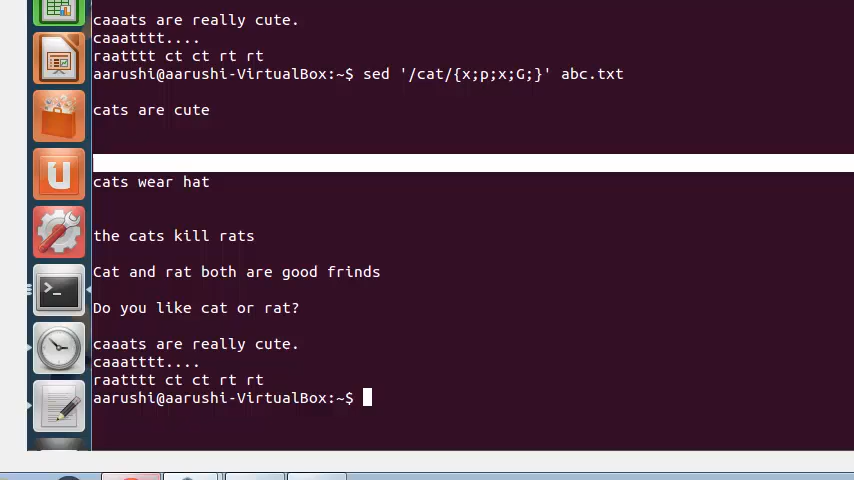 caaats are really cute.
caaatttt....
raatttt ct ct rt rt
aarushi@aarushi-VirtualBox:~$ sed '/cat/{x;p;x;G;}' abc.txt
cats are cute
cats wear hat
the cats kill rats
Cat and rat both are good frinds
Do you like cat or rat?
caaats are really cute.
caaatttt....
raatttt ct ct rt rt
aarushi@aarushi-VirtualBox:~$